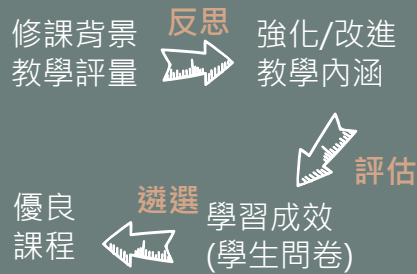 修課背景
教學評量
反思
強化/改進
教學內涵
評估
學習成效
(學生問卷)
遴選
優良
課程